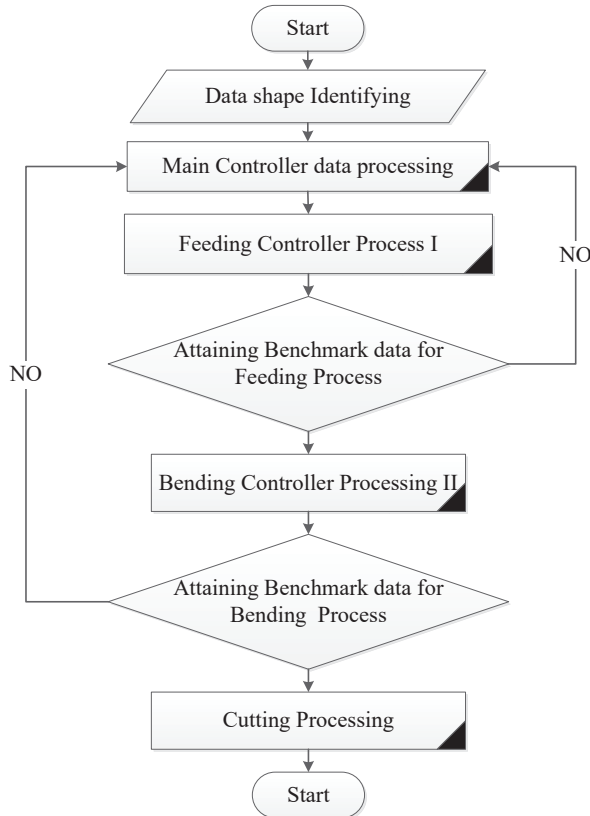 Start
Data shape Identifying
Main Controller data processing
Feeding Controller Process I
NO
Attaining Benchmark data for
Feeding Process
NO
Bending Controller Processing II
Attaining Benchmark data for
Bending Process
Cutting Processing
Start